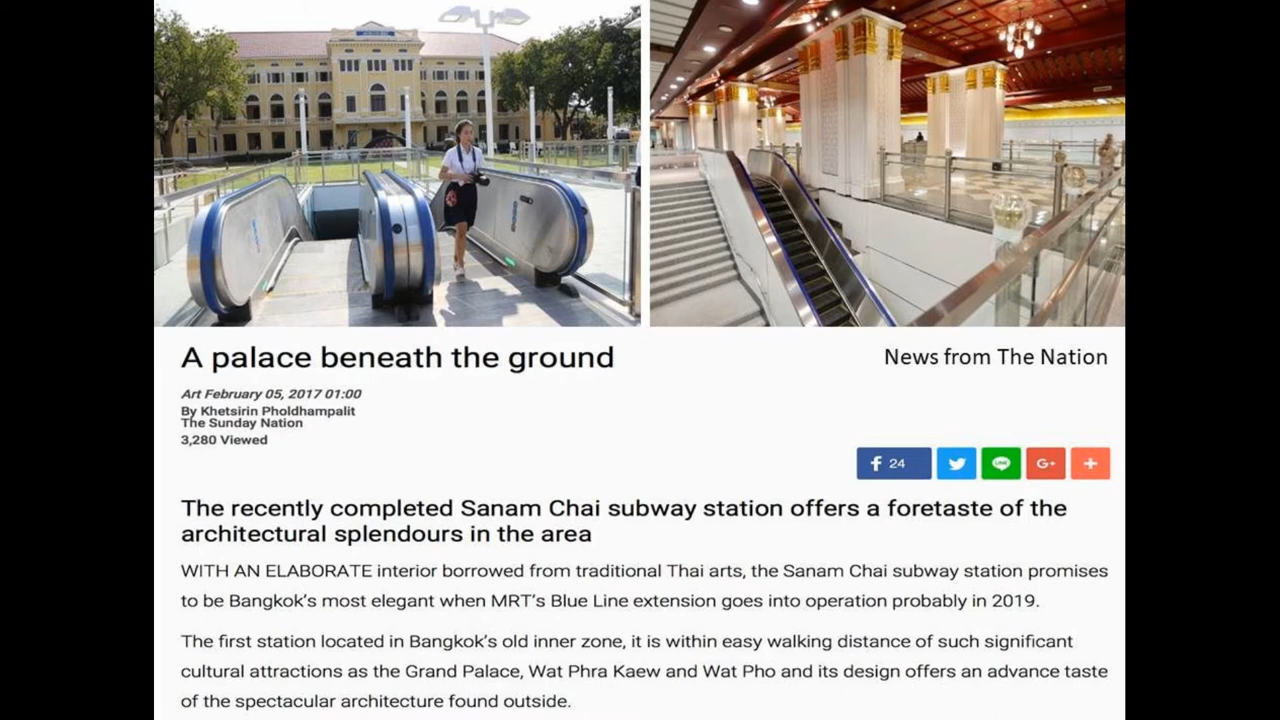 A palace beneath the ground
News from The Nation
Art February 05, 2017 01:00
By Khetsirin Pholdhampalit
The Sunday Nation
3,280 Viewed
f 24
LINE
G+
+
The recently completed Sanam Chai subway station offers a foretaste of the
architectural splendours in the area
WITH AN ELABORATE interior borrowed from traditional Thai arts, the Sanam Chai subway station promises
to be Bangkok's most elegant when MRT's Blue Line extension goes into operation probably in 2019.
The first station located in Bangkok's old inner zone, it is within easy walking distance of such significant
cultural attractions as the Grand Palace, Wat Phra Kaew and Wat Pho and its design offers an advance taste
of the spectacular architecture found outside.